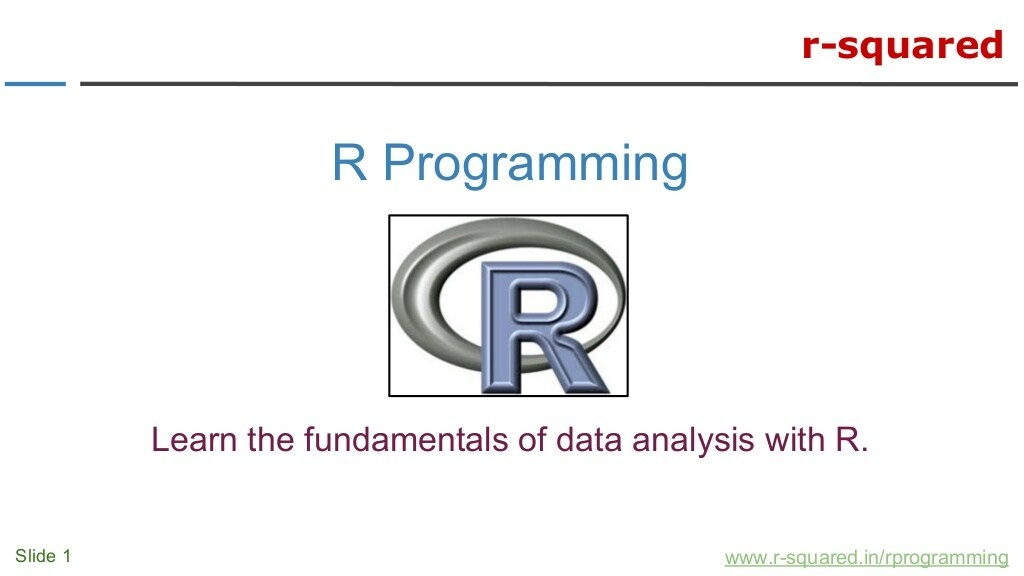 r-squared
R Programming
R
Learn the fundamentals of data analysis with R.
Slide 1
www.r-squared.in/rprogramming